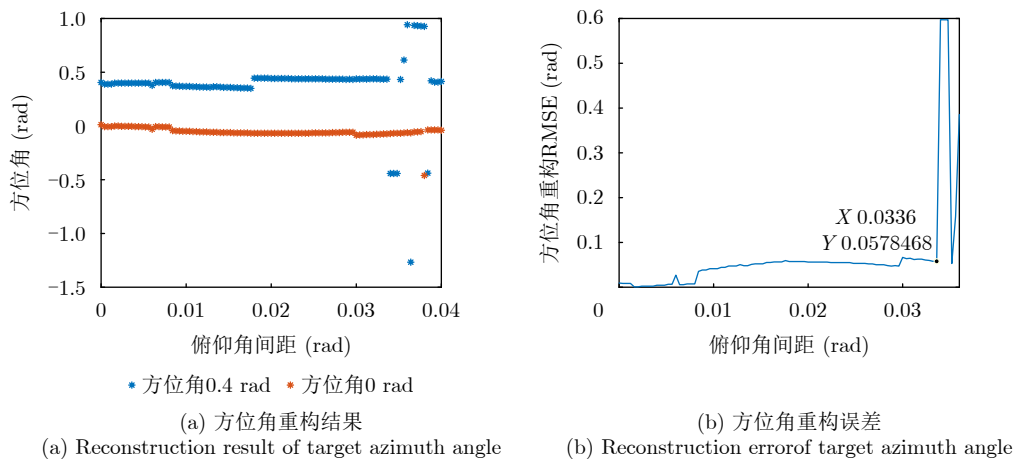 1.0
0.5
0
−0.5
−1.0
−1.5
方位角 (rad)
0
0.01
0.02
0.03
0.04
俯仰角间距 (rad)
方位角0.4 rad
方位角0 rad
(a) 方位角重构结果
(a) Reconstruction result of target azimuth angle
0.6
0.5
0.4
0.3
0.2
0.1
方位角重构RMSE (rad)
X 0.0336
Y 0.0578468
0
0.01
0.02
0.03
俯仰角间距 (rad)
(b) 方位角重构误差
(b) Reconstruction errorof target azimuth angle